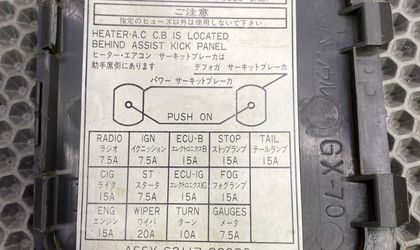 ご注意
指定のヒューズ以外は使用しないで下さい
HEATER-A.C C.B IS LOCATED
BEHIND ASSIST KICK PANEL
ヒーター・エアコン サーキットブレーカは
助手席側にあります
デフォガ サーキットブレーカ
パワー サーキットブレーカ
PUSH ON
RADIO IGN ECU-B STOP TAIL
ラジオ イグニッション エレクトロニクスB ストップランプ テールランプ
7.5A 7.5A 15A 15A 15A
CIG ST ECU-IG FOG
ライタ スタータ エレクトロニクスIG フォグランプ
15A 7.5A 15A 15A
ENG WIPER TURN GAUGES
エンジン ワイパ ターン メータ
15A 20A 10A 7.5A
GX-70